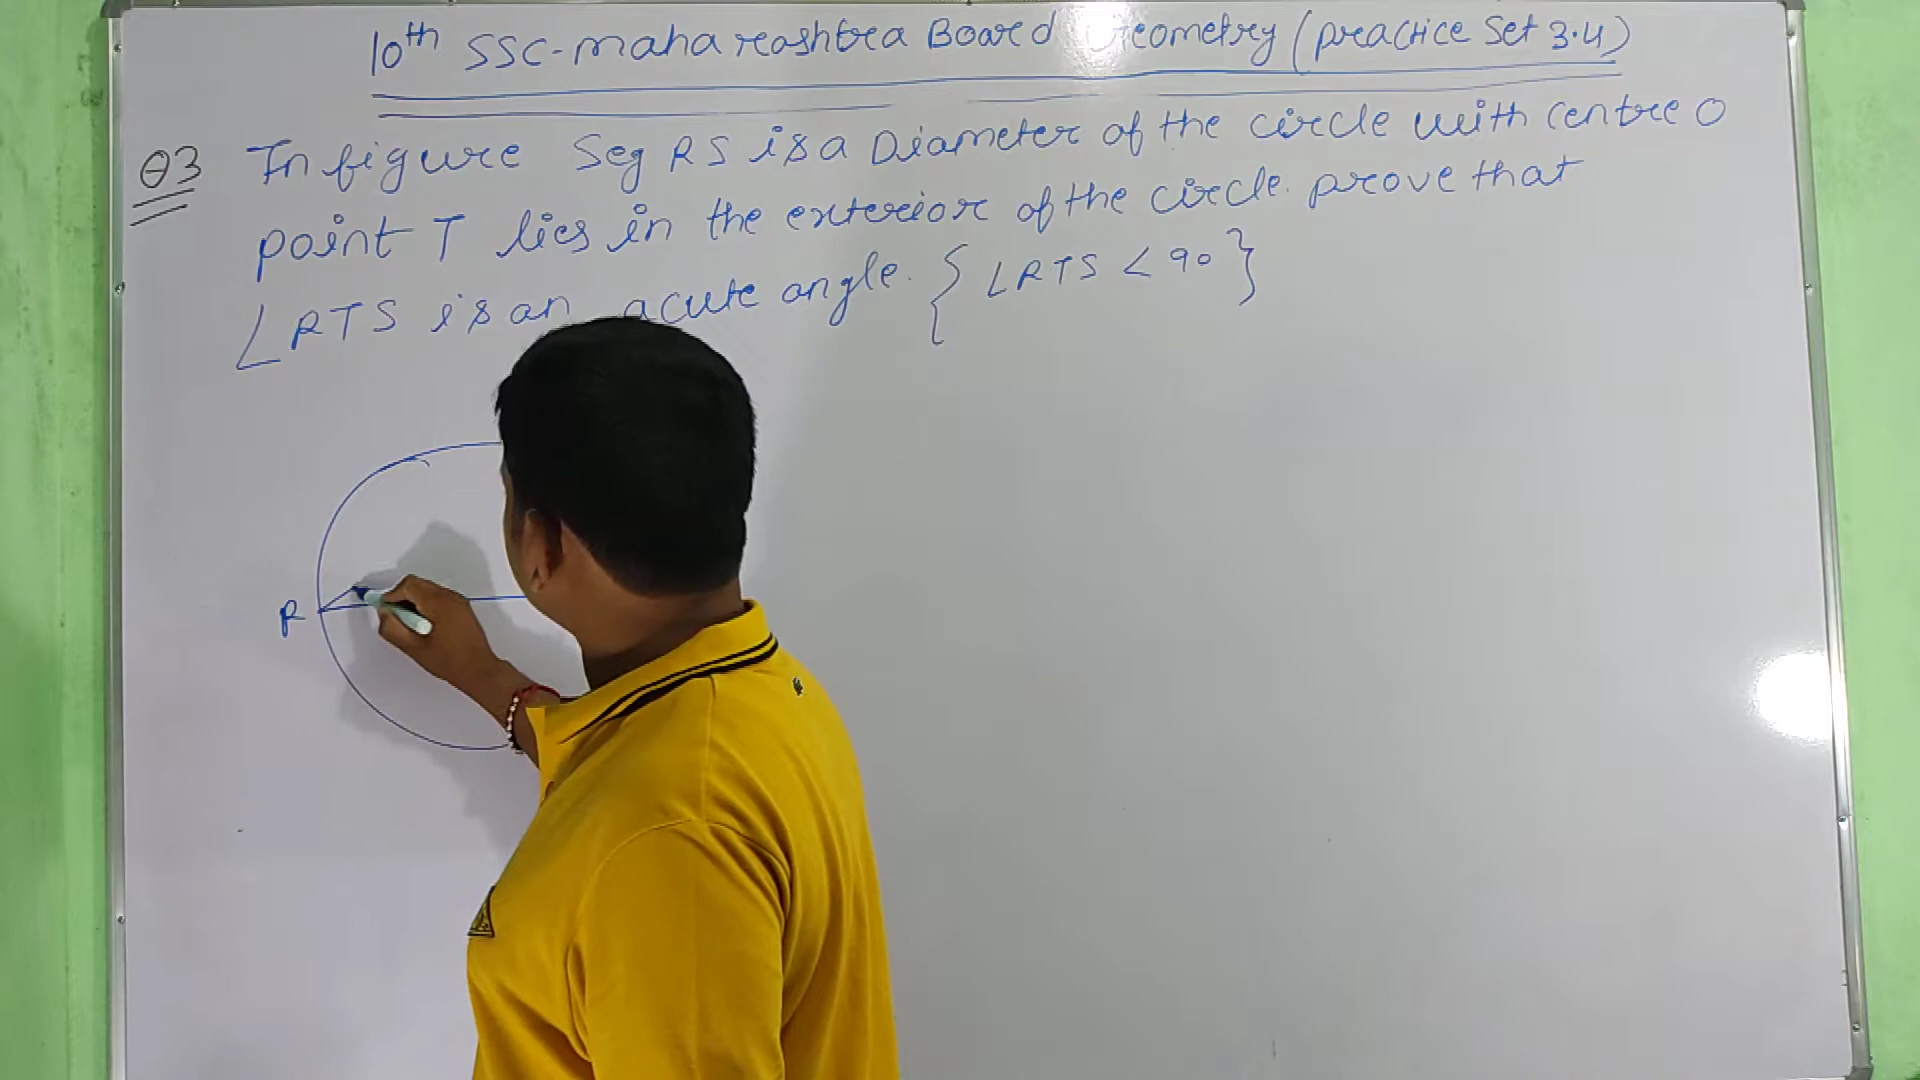 10th SSC-maharashtra Board Geometry (practice Set 3.4)
Q3 In figure Seg RS is a Diameter of the circle with centre O
point T lies in the exterior of the circle. prove that
∠RTS is an acute angle. {∠RTS < 90}
R